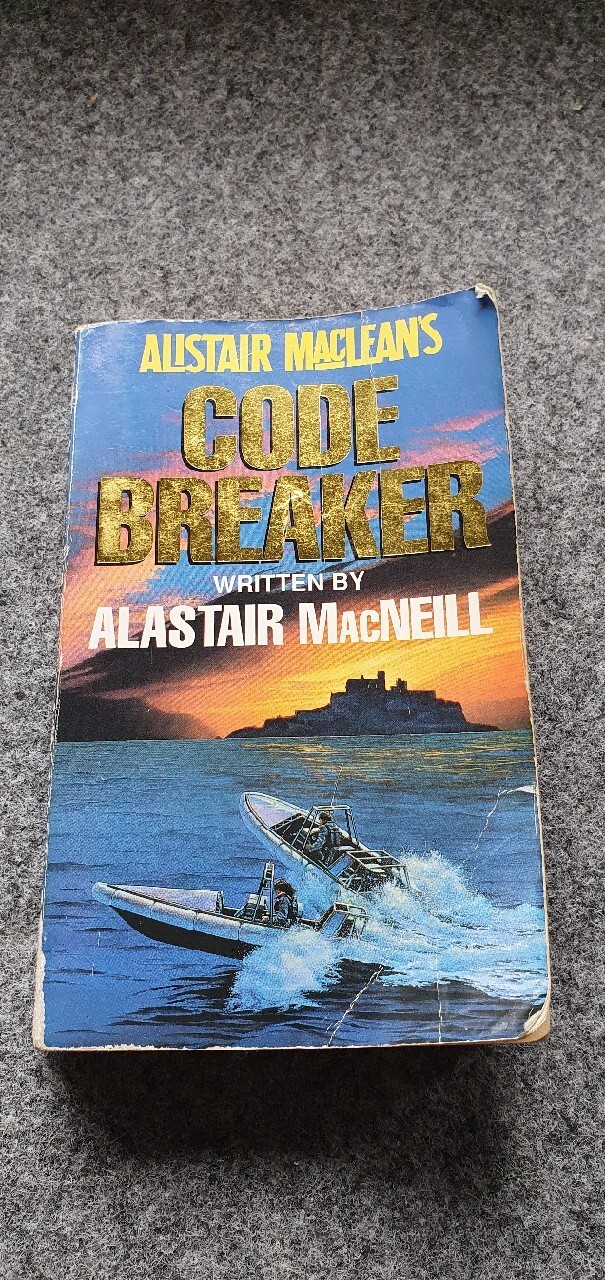 ALISTAIR MACLEAN'S
CODE
BREAKER
WRITTEN BY
ALASTAIR MACNEILL